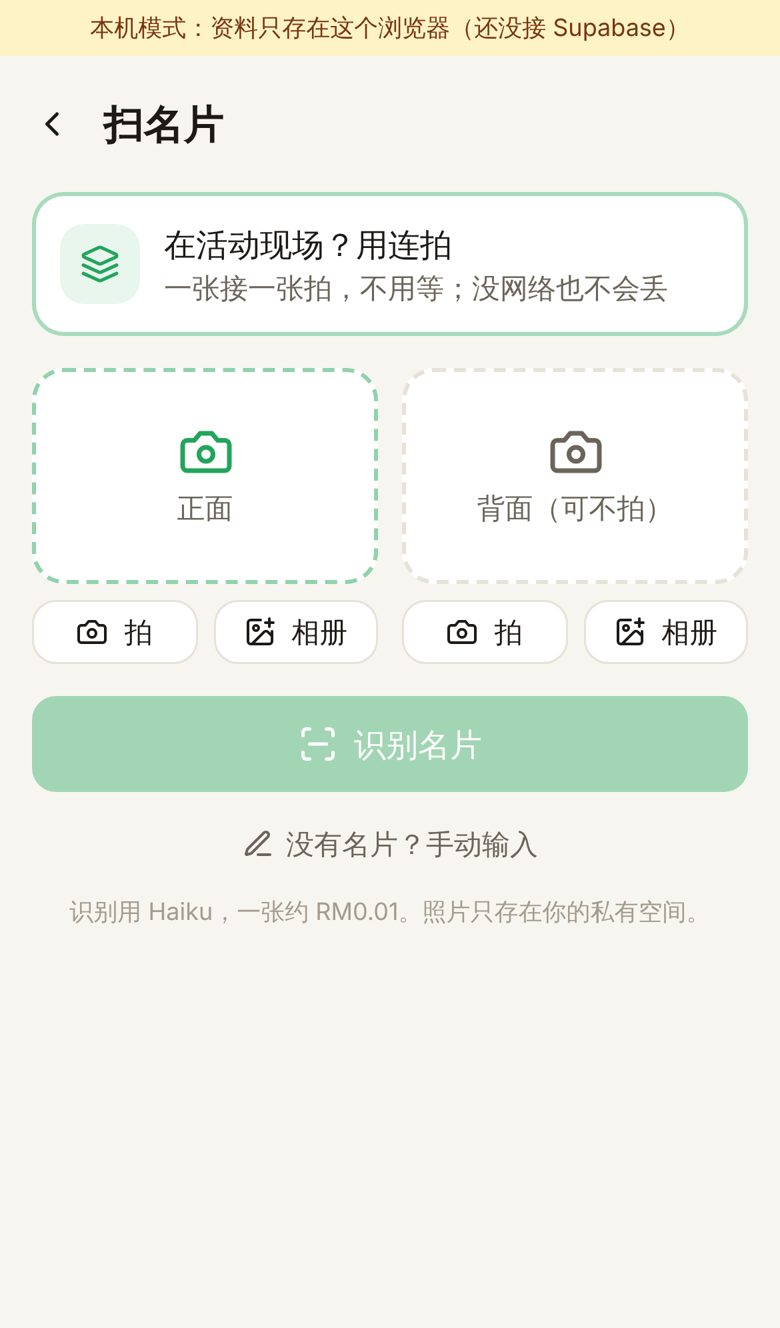 本机模式：资料只存在这个浏览器（还没接 Supabase）
扫名片
在活动现场？用连拍
一张接一张拍，不用等；没网络也不会丢
正面
背面（可不拍）
拍
相册
拍
相册
识别名片
没有名片？手动输入
识别用 Haiku，一张约 RM0.01。照片只存在你的私有空间。